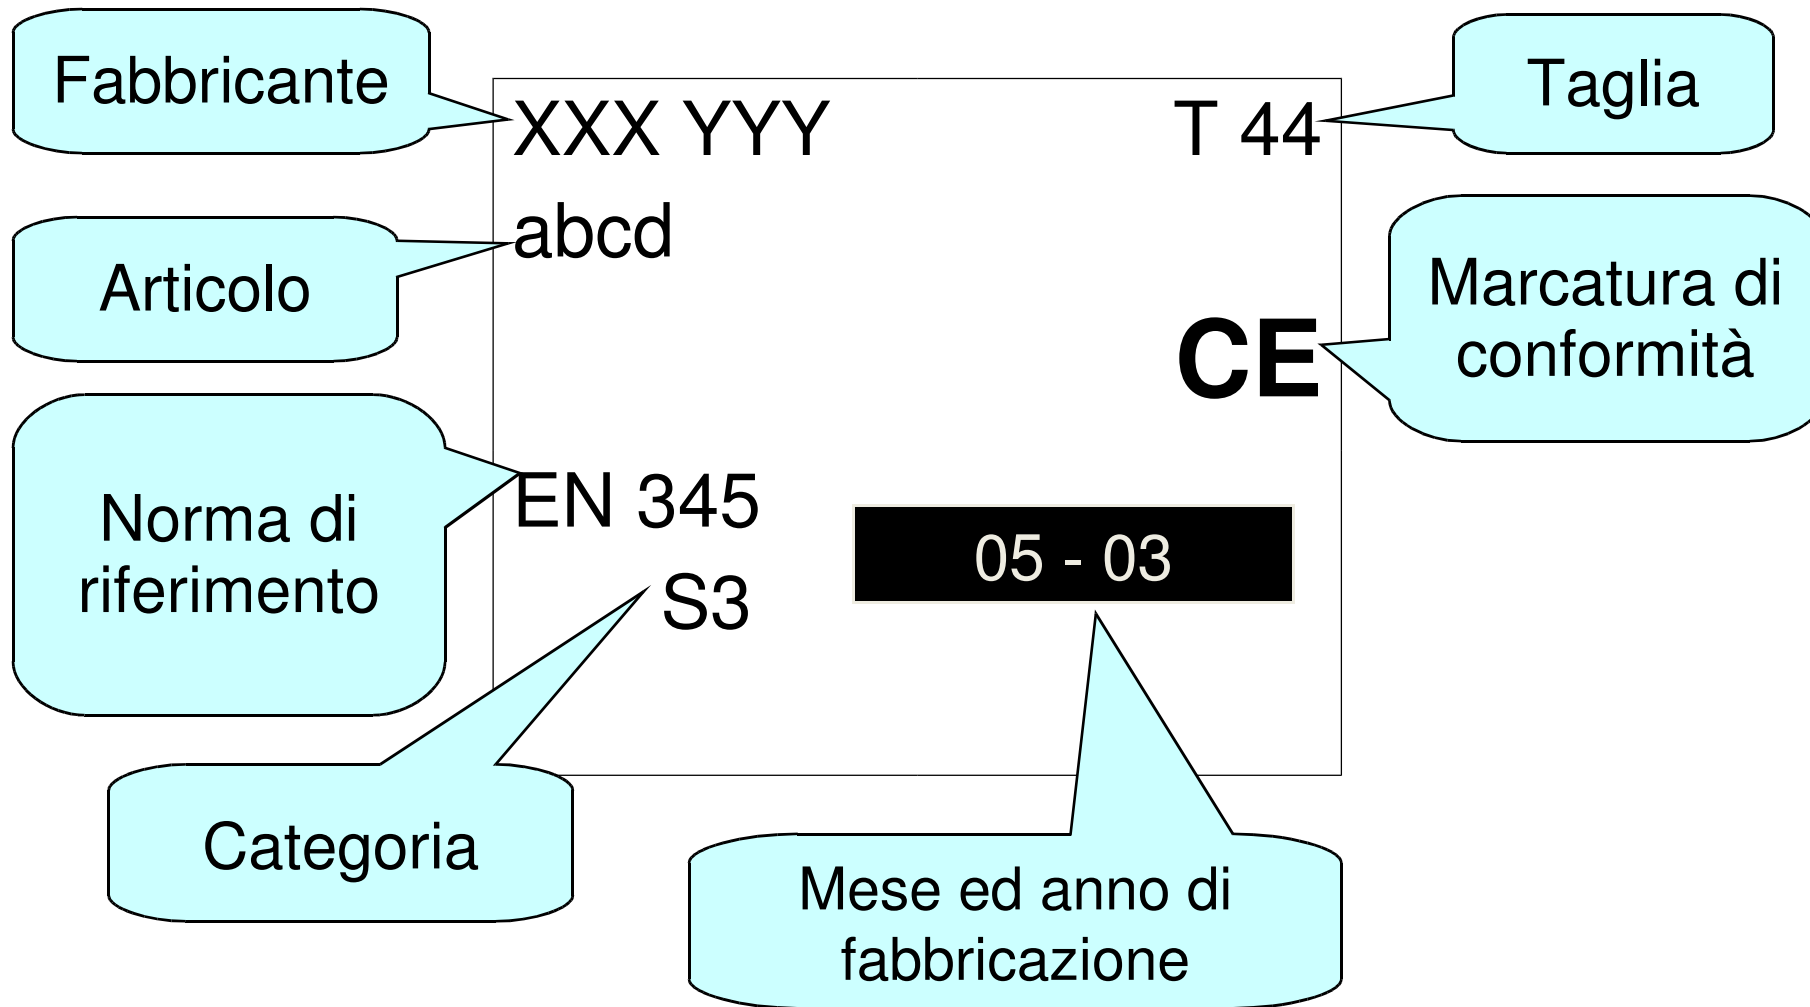 Fabbricante
Taglia
XXX YYY
T 44
abcd
Articolo
Marcatura di
conformità
CE
EN 345
Norma di
riferimento
05 - 03
S3
Categoria
Mese ed anno di
fabbricazione